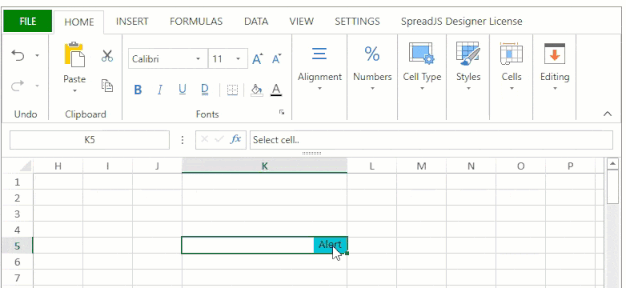 FILE HOME INSERT FORMULAS DATA VIEW SETTINGS SpreadJS Designer License
Calibri 11 A A %
Paste Alignment Numbers Cell Type Styles Cells Editing
B I U D A
Undo Clipboard Fonts
K5 fx Select cell..
H I J K L M N O P
1
2
3
4
5 Alert
6
7